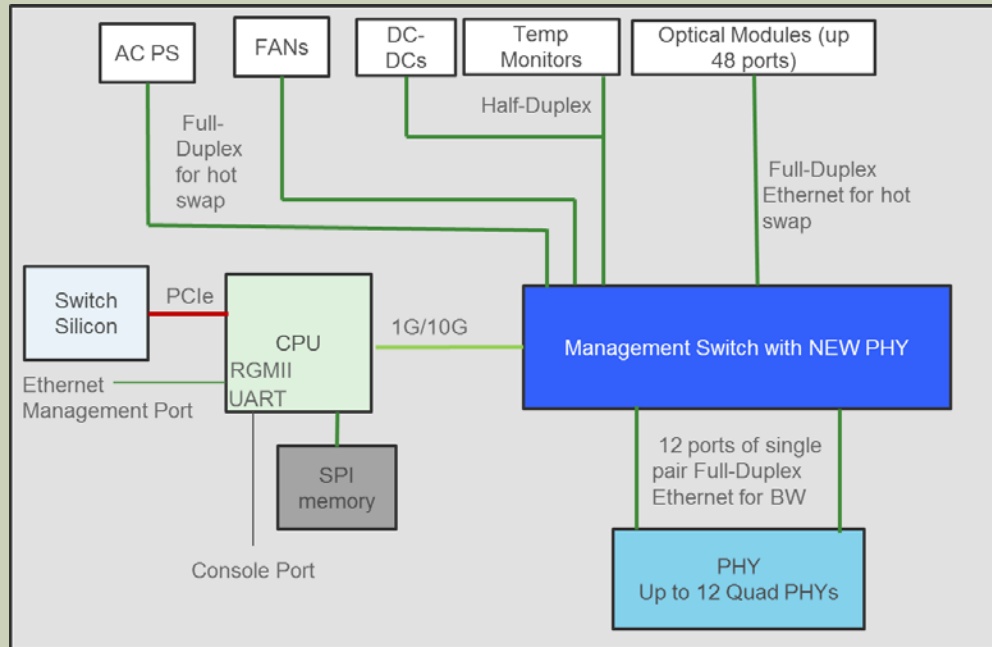 AC PS
FANs
DC-
DCs
Temp
Monitors
Optical Modules (up
48 ports)
Half-Duplex
Full-
Duplex
for hot
swap
Full-Duplex
Ethernet for hot
swap
Switch
Silicon
PCIe
CPU
RGMII
UART
1G/10G
Management Switch with NEW PHY
Ethernet
Management Port
SPI
memory
Console Port
12 ports of single
pair Full-Duplex
Ethernet for BW
PHY
Up to 12 Quad PHYs